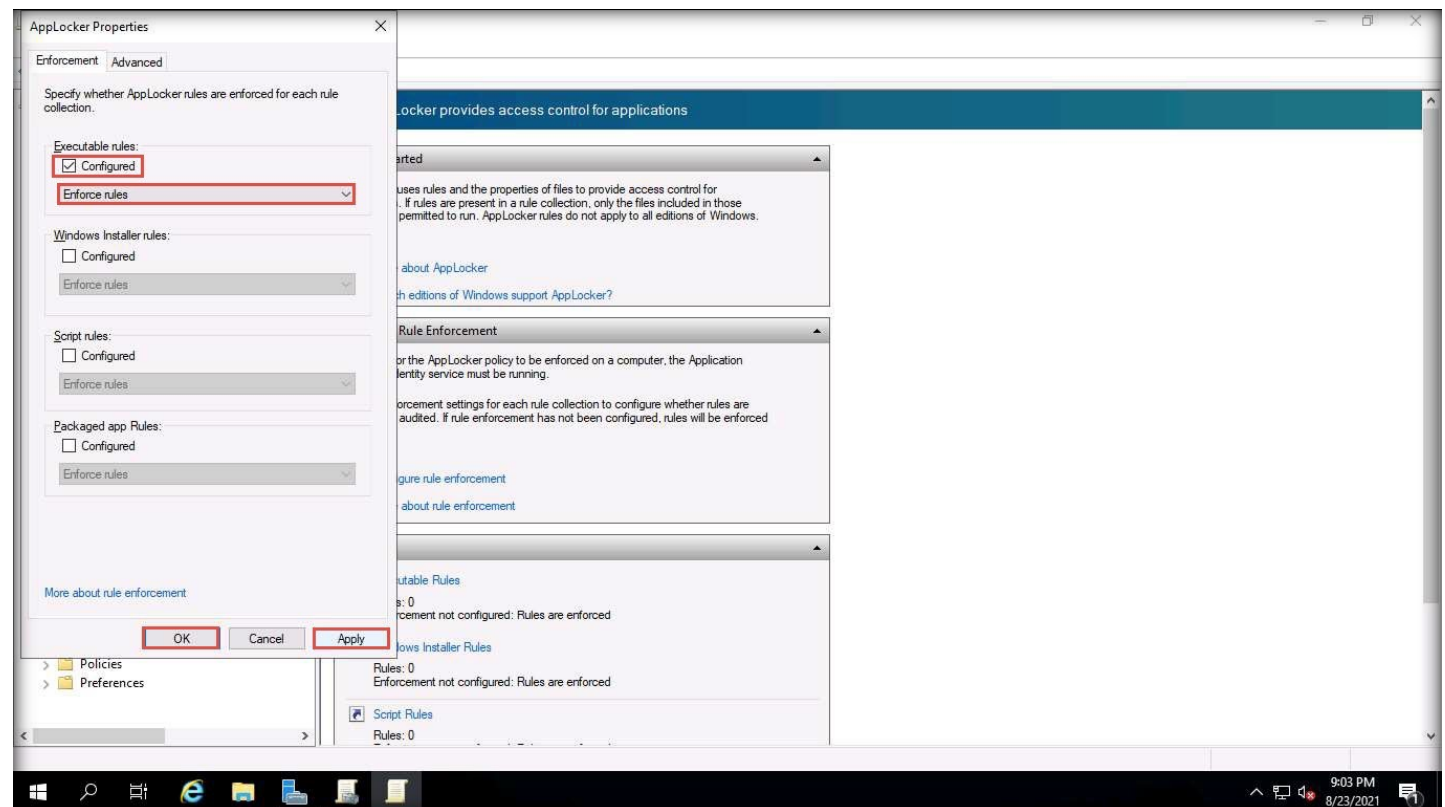 AppLocker Properties
Enforcement Advanced
Specify whether AppLocker rules are enforced for each rule
collection.
Executable rules:
Configured
Enforce rules
Windows Installer rules:
Configured
Enforce rules
Script rules:
Configured
Enforce rules
Packaged app Rules:
Configured
Enforce rules
More about rule enforcement
OK Cancel Apply
Policies
Preferences
Locker provides access control for applications
arted
uses rules and the properties of files to provide access control for
. If rules are present in a rule collection, only the files included in those
permitted to run. AppLocker rules do not apply to all editions of Windows.
about AppLocker
ch editions of Windows support AppLocker?
Rule Enforcement
or the AppLocker policy to be enforced on a computer, the Application
dentity service must be running.
orcement settings for each rule collection to configure whether rules are
audited. If rule enforcement has not been configured, rules will be enforced
gure rule enforcement
about rule enforcement
utable Rules
s: 0
rcement not configured: Rules are enforced
lows Installer Rules
Rules: 0
Enforcement not configured: Rules are enforced
Script Rules
Rules: 0
9:03 PM
8/23/2021